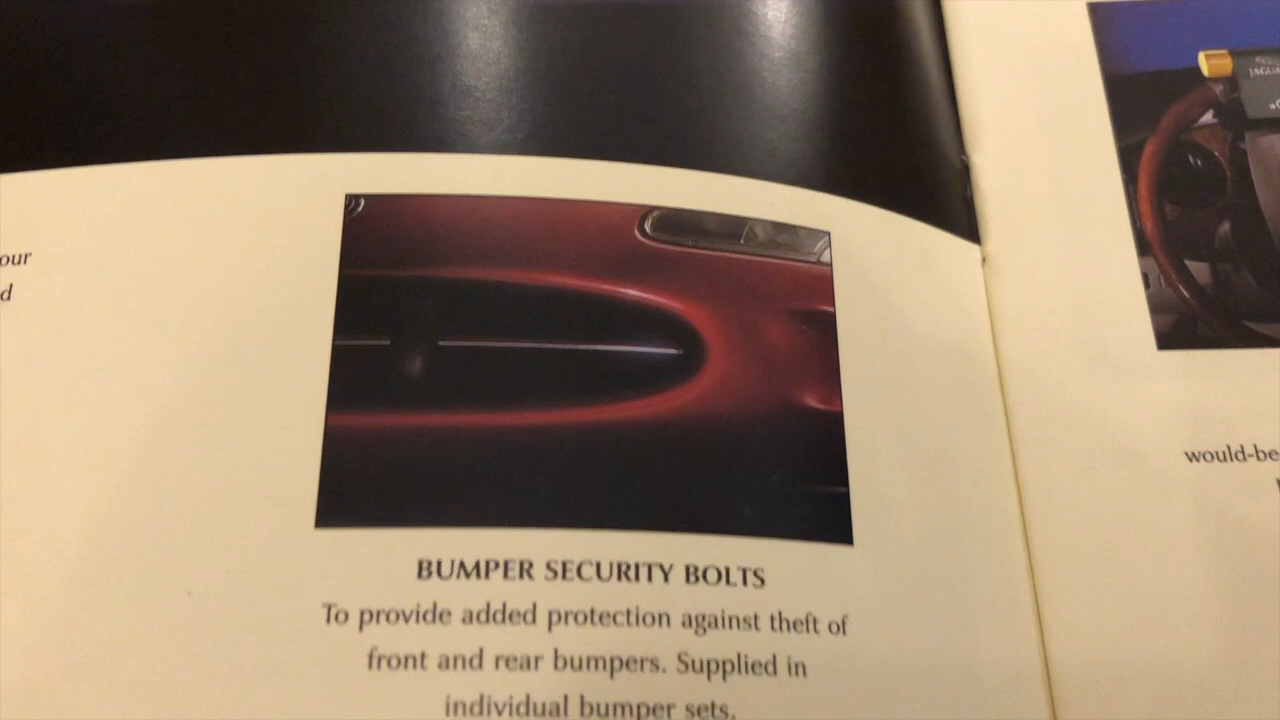 our
d
BUMPER SECURITY BOLTS
To provide added protection against theft of
front and rear bumpers. Supplied in
individual bumper sets.
would-be